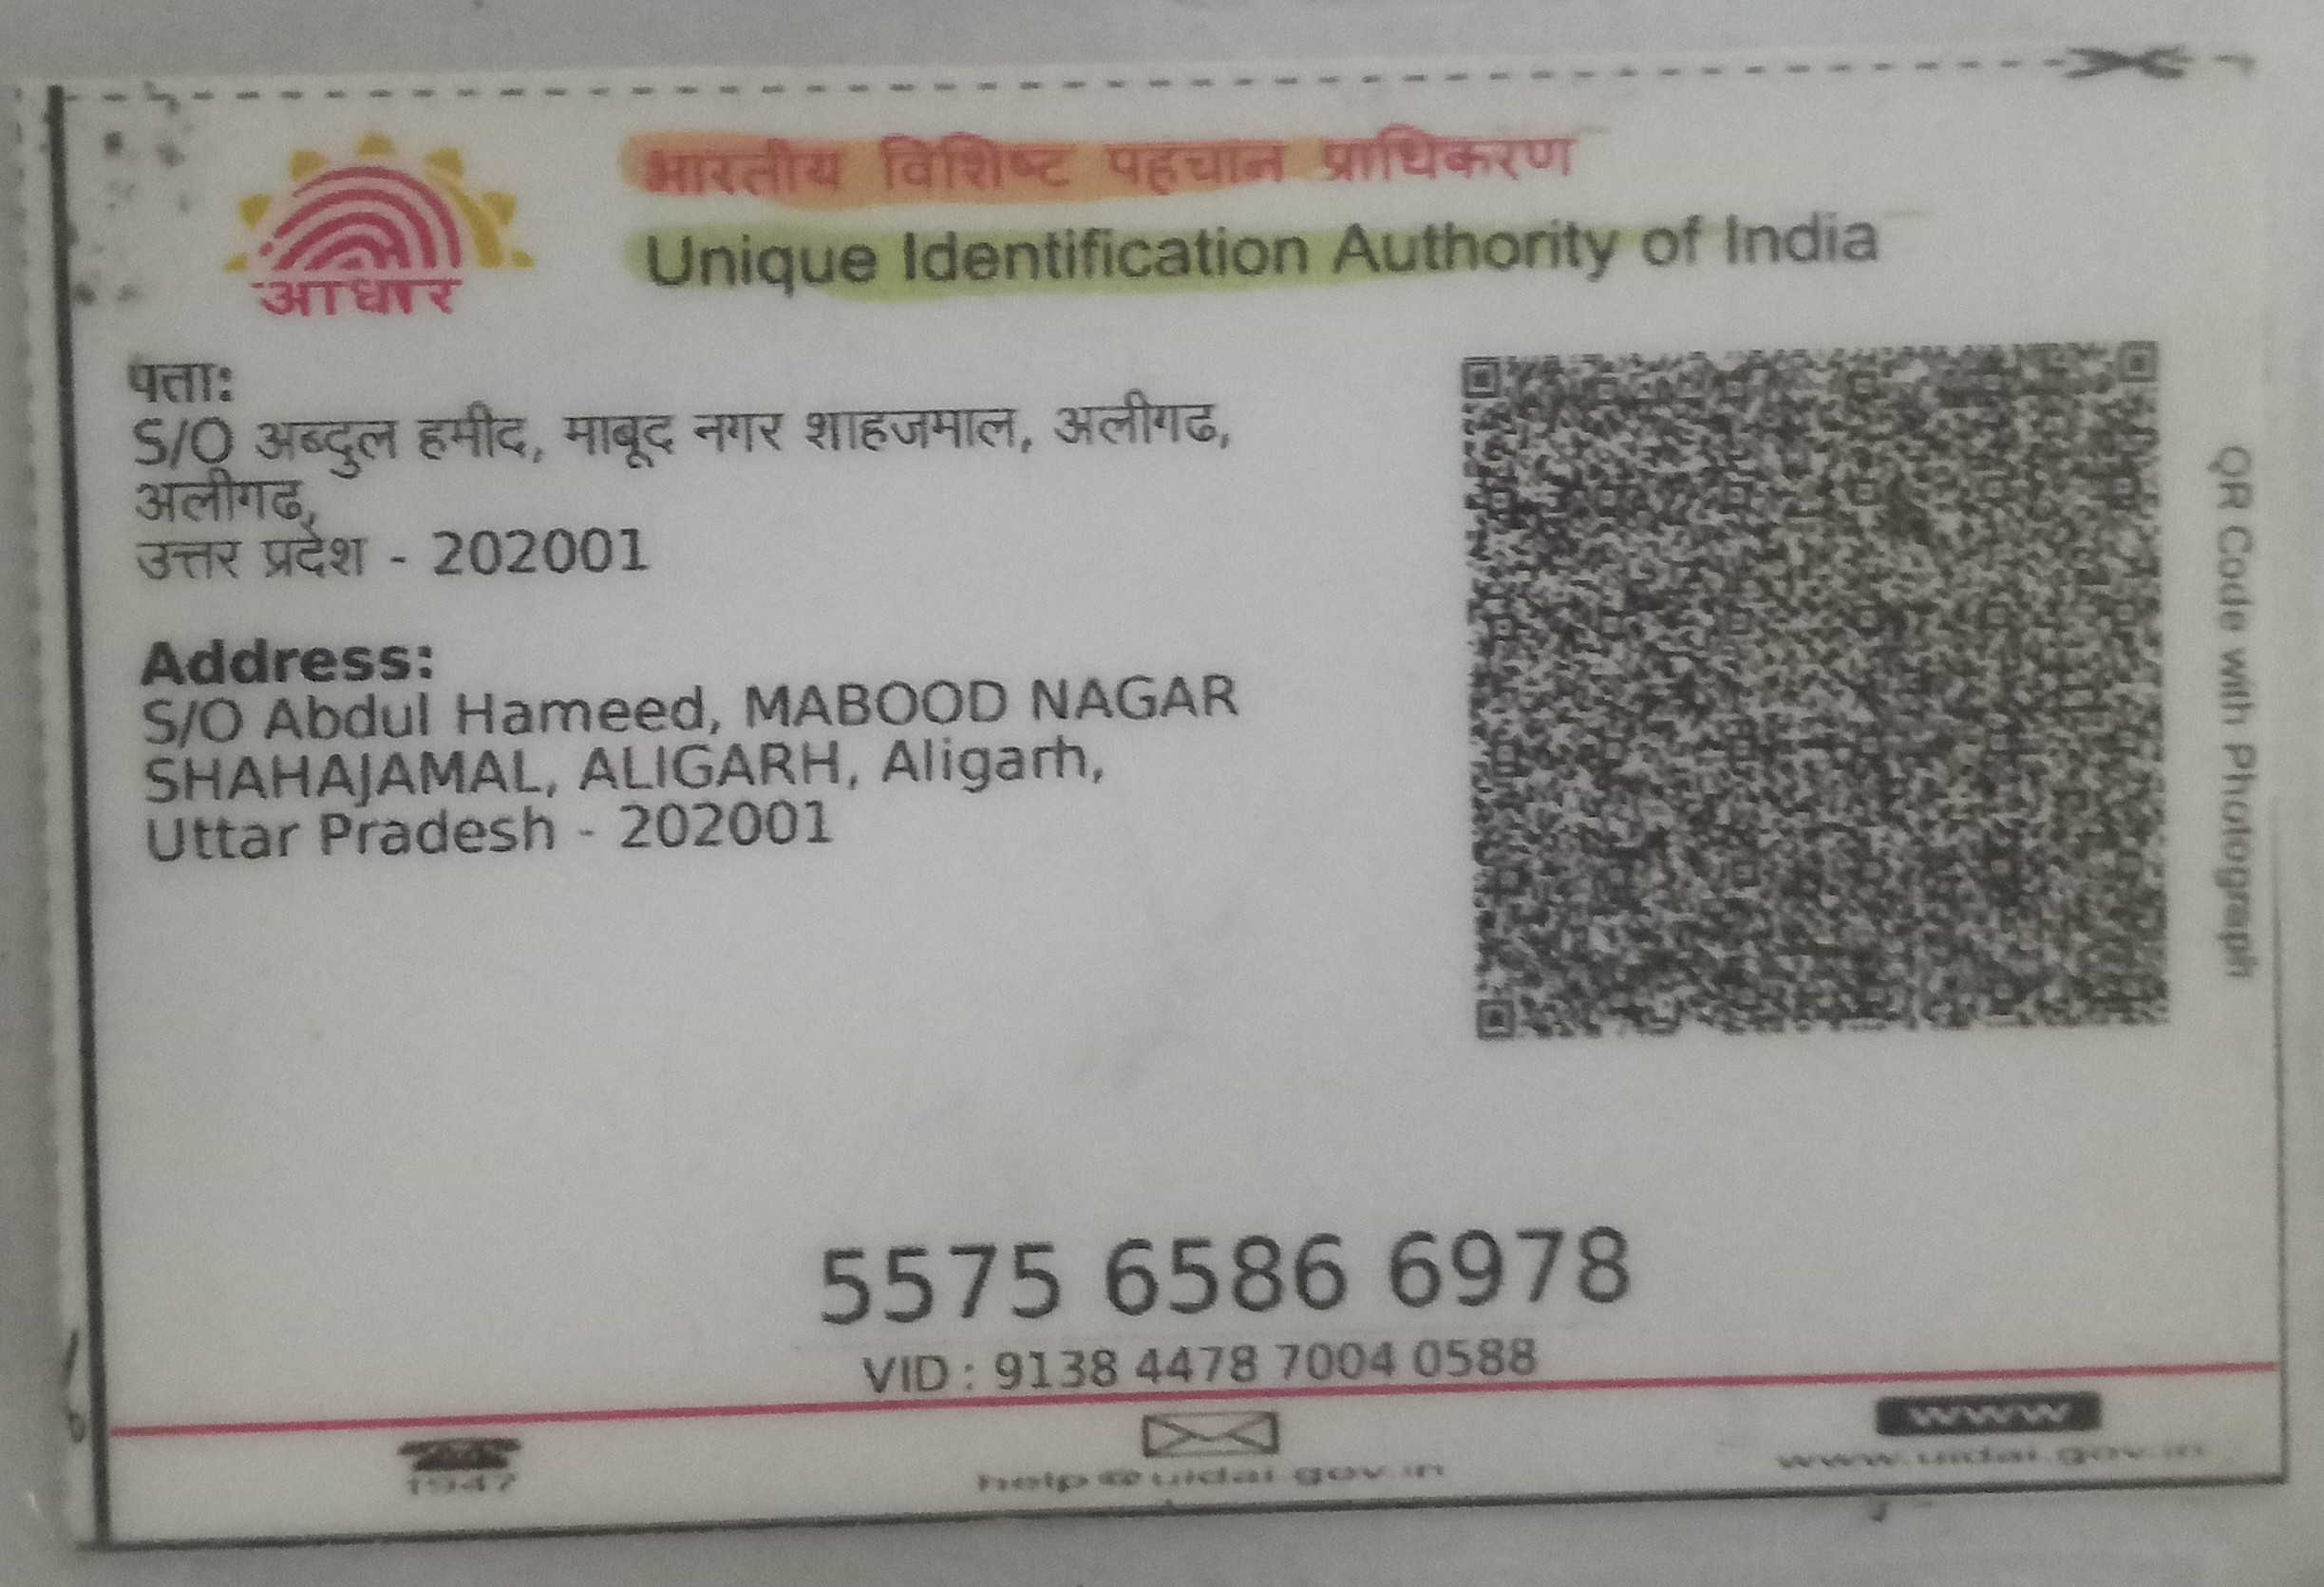 भारतीय विशिष्ट पहचान प्राधिकरण
Unique Identification Authority of India
आधार
पता:
S/O अब्दुल हमीद, माबूद नगर शाहजमाल, अलीगढ,
अलीगढ,
उत्तर प्रदेश - 202001
Address:
S/O Abdul Hameed, MABOOD NAGAR
SHAHAJAMAL, ALIGARH, Aligarh,
Uttar Pradesh - 202001
QR Code with Photograph
5575 6586 6978
VID : 9138 4478 7004 0588
1947
help@uidai.gov.in
www
www.uidai.gov.in